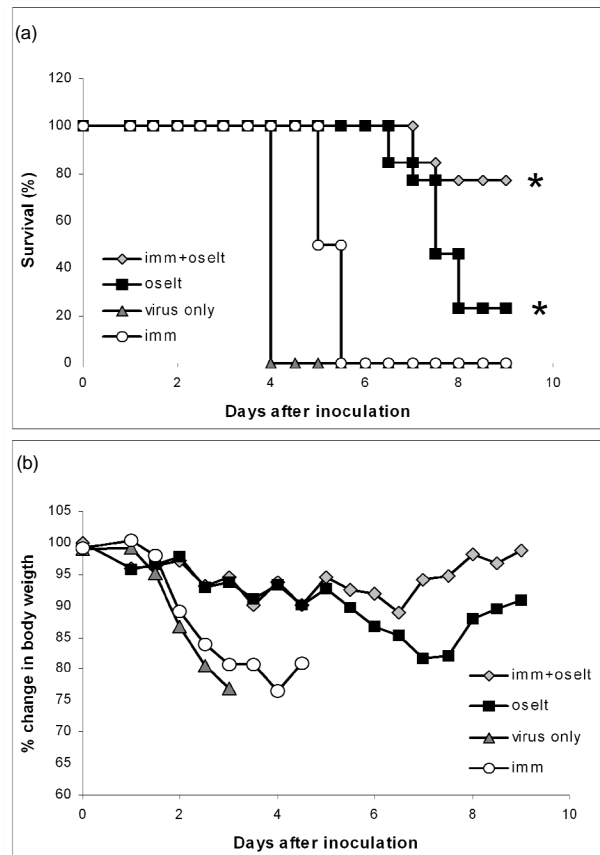 (a)
120
100
80
60
40
20
0
Survival (%)
imm+oselt
oselt
virus only
imm
*
*
0 2 4 6 8 10
Days after inoculation
(b)
105
100
95
90
85
80
75
70
65
60
% change in body weigth
imm+oselt
oselt
virus only
imm
0 2 4 6 8 10
Days after inoculation